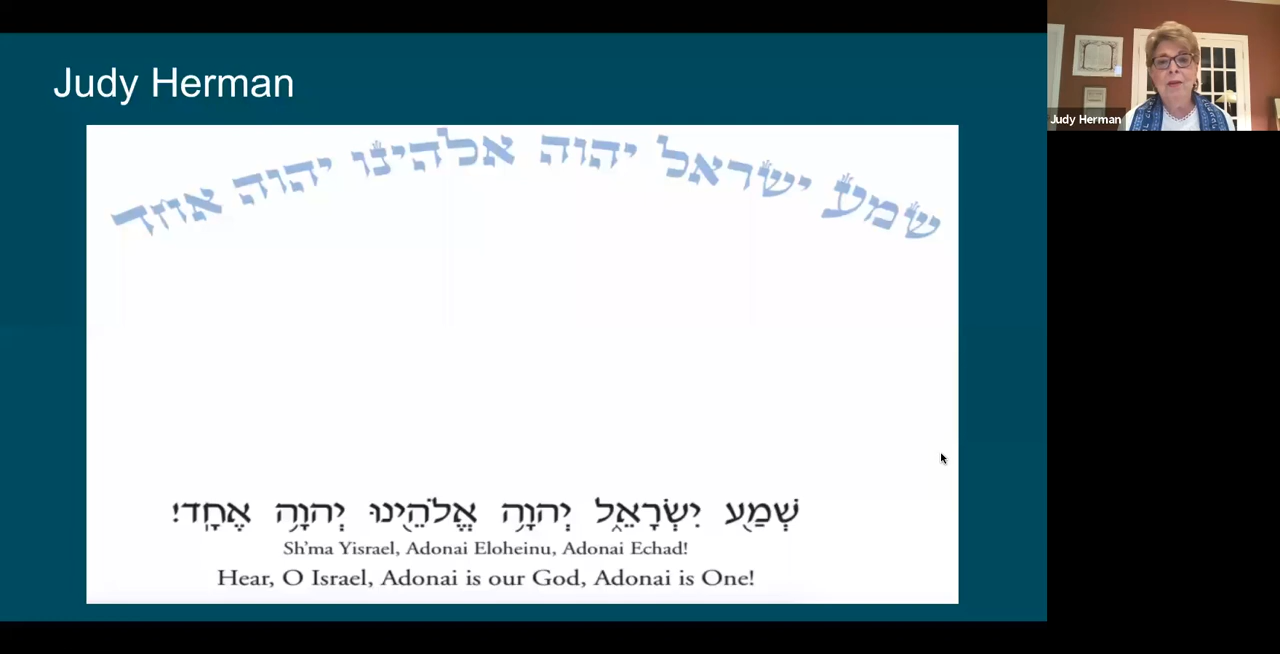 Judy Herman
שמע ישראל יהוה אלהינו יהוה אחד
שְׁמַ֖ע יִשְׂרָאֵ֑ל יְהוָ֥ה אֱלֹהֵ֖ינוּ יְהוָ֥ה אֶחָֽד׃!
Sh'ma Yisrael, Adonai Eloheinu, Adonai Echad!
Hear, O Israel, Adonai is our God, Adonai is One!
Judy Herman